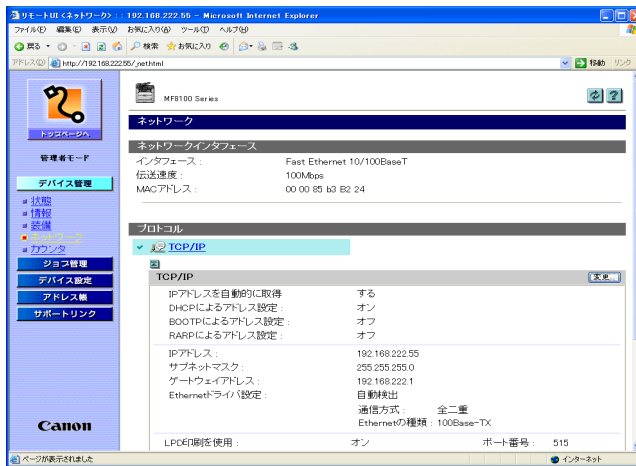 リモートUI <ネットワーク> : : 192.168.222.55 - Microsoft Internet Explorer
ファイル(F) 編集(E) 表示(V) お気に入り(A) ツール(T) ヘルプ(H)
戻る 検索 お気に入り
アドレス(D) http://192.168.222.55/_net.html 移動 リンク
MF8100 Series
トップページへ
管理者モード
デバイス管理
状態
情報
装備
ネットワーク
カウンタ
ジョブ管理
デバイス設定
アドレス帳
サポートリンク
Canon
ネットワーク
ネットワークインタフェース
インタフェース : Fast Ethernet 10/100BaseT
伝送速度 : 100Mbps
MACアドレス : 00 00 85 b3 B2 24
プロトコル
TCP/IP
TCP/IP 変更...
IPアドレスを自動的に取得 する
DHCPによるアドレス設定 : オン
BOOTPによるアドレス設定 : オフ
RARPによるアドレス設定 : オフ
IPアドレス : 192.168.222.55
サブネットマスク : 255.255.255.0
ゲートウェイアドレス : 192.168.222.1
Ethernetドライバ設定 : 自動検出
通信方式 : 全二重
Ethernetの種類 : 100Base-TX
LPD印刷を使用 : オン ポート番号 : 515
ページが表示されました インターネット